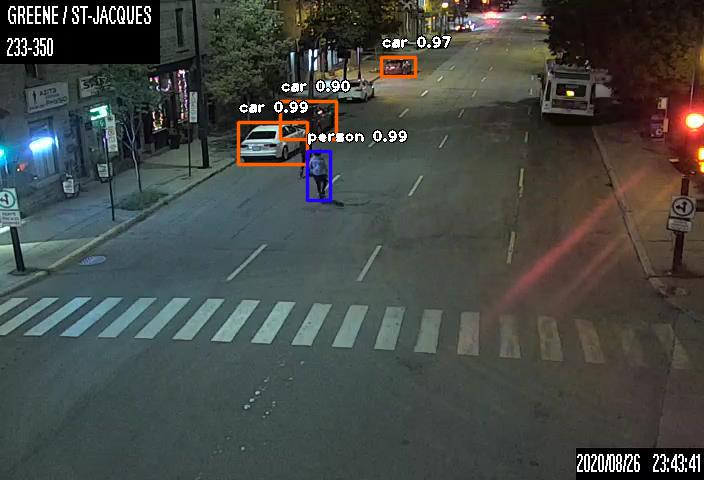 GREENE / ST-JACQUES
233-350
car 0.97
car 0.90
car 0.99
person 0.99
2020/08/26 23:43:41